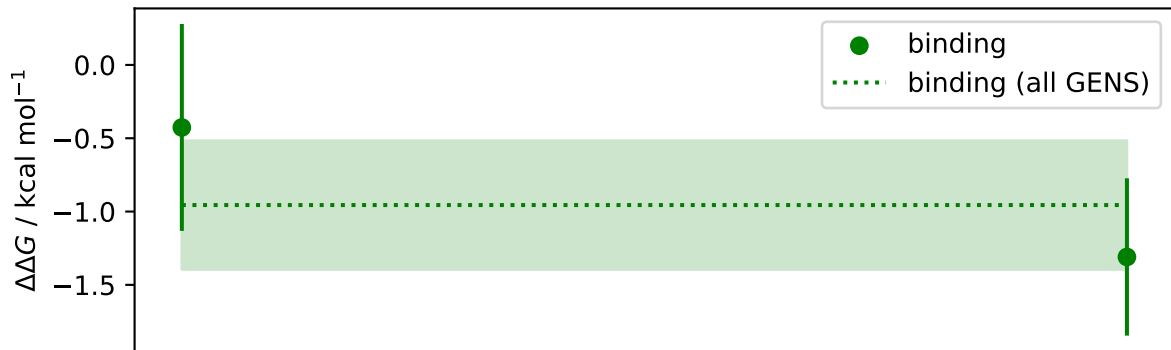 binding
binding (all GENS)
0.0
−0.5
−1.0
−1.5
ΔΔG / kcal mol⁻¹